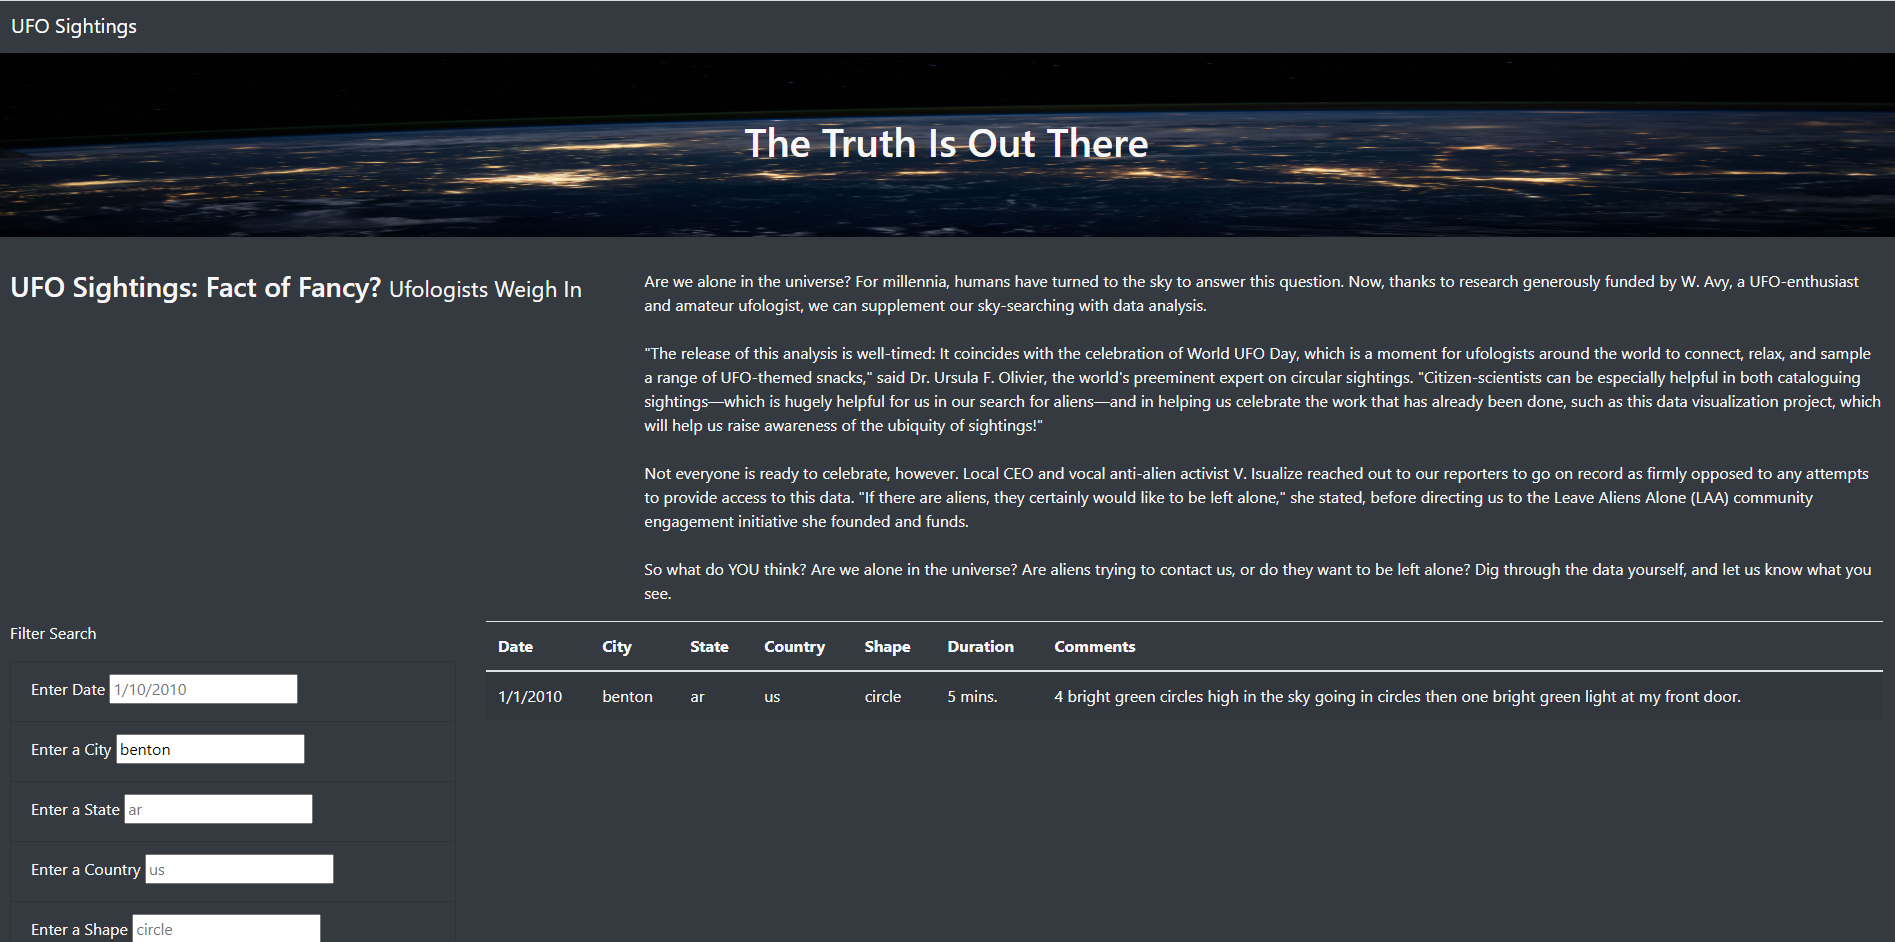 UFO Sightings
The Truth Is Out There
UFO Sightings: Fact of Fancy? Ufologists Weigh In
Are we alone in the universe? For millennia, humans have turned to the sky to answer this question. Now, thanks to research generously funded by W. Avy, a UFO-enthusiast
and amateur ufologist, we can supplement our sky-searching with data analysis.
"The release of this analysis is well-timed: It coincides with the celebration of World UFO Day, which is a moment for ufologists around the world to connect, relax, and sample
a range of UFO-themed snacks," said Dr. Ursula F. Olivier, the world's preeminent expert on circular sightings. "Citizen-scientists can be especially helpful in both cataloguing
sightings—which is hugely helpful for us in our search for aliens—and in helping us celebrate the work that has already been done, such as this data visualization project, which
will help us raise awareness of the ubiquity of sightings!"
Not everyone is ready to celebrate, however. Local CEO and vocal anti-alien activist V. Isualize reached out to our reporters to go on record as firmly opposed to any attempts
to provide access to this data. "If there are aliens, they certainly would like to be left alone," she stated, before directing us to the Leave Aliens Alone (LAA) community
engagement initiative she founded and funds.
So what do YOU think? Are we alone in the universe? Are aliens trying to contact us, or do they want to be left alone? Dig through the data yourself, and let us know what you
see.
Filter Search
Enter Date 1/10/2010
Enter a City benton
Enter a State ar
Enter a Country us
Enter a Shape circle
Date City State Country Shape Duration Comments
1/1/2010 benton ar us circle 5 mins. 4 bright green circles high in the sky going in circles then one bright green light at my front door.